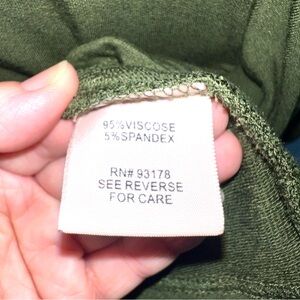 95%VISCOSE
5%SPANDEX
RN# 93178
SEE REVERSE
FOR CARE